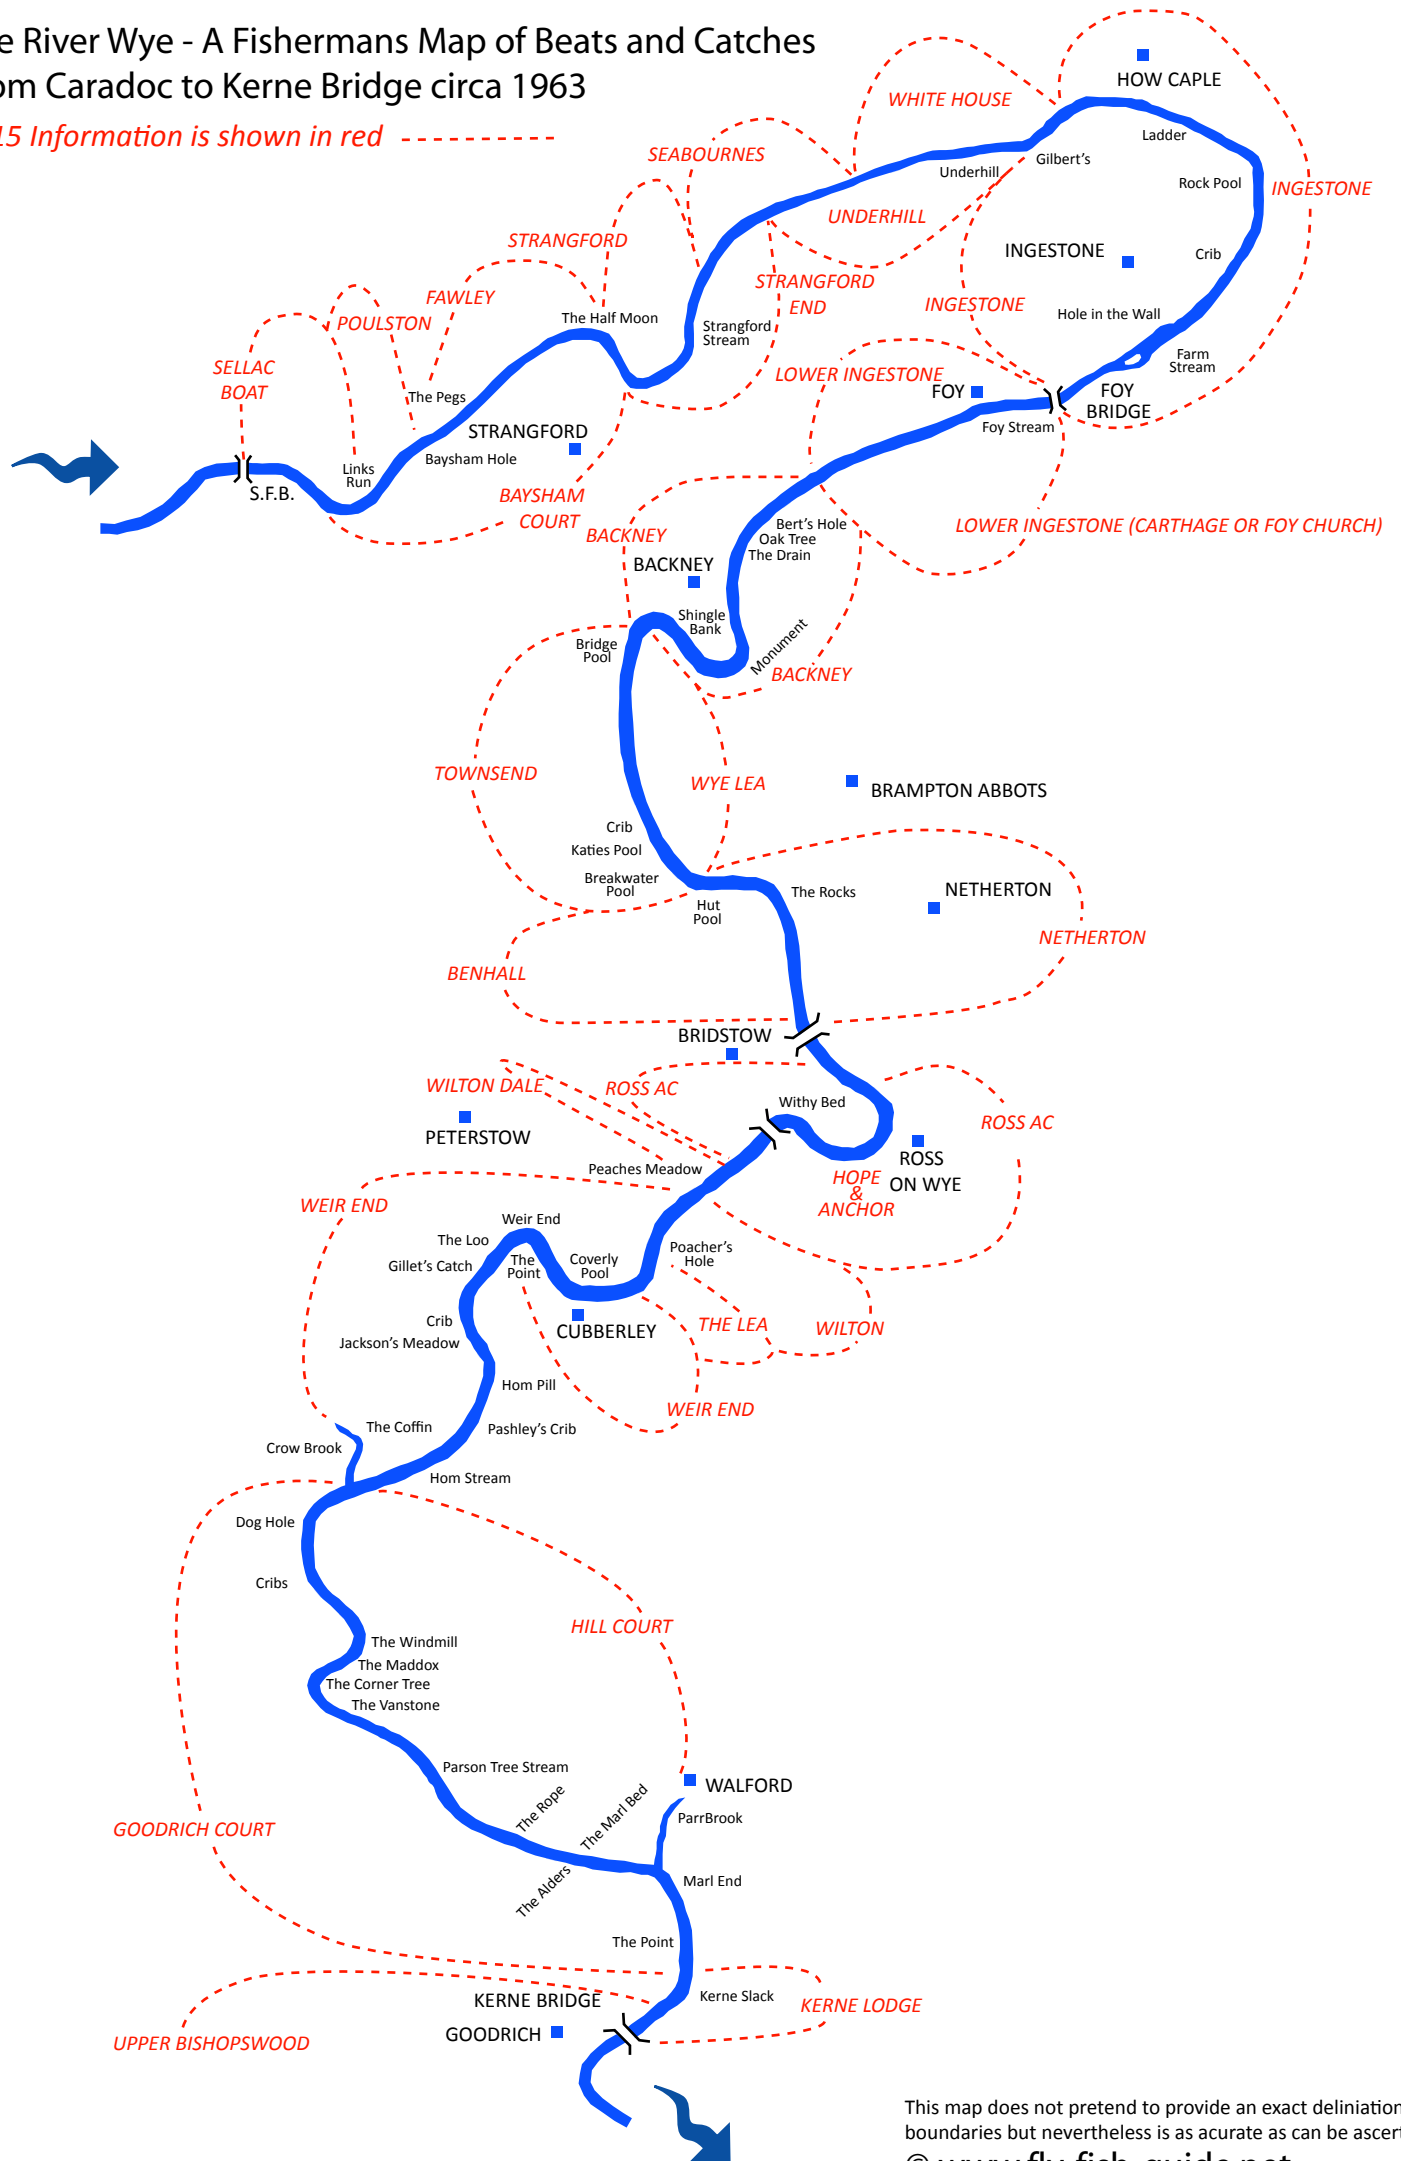 e River Wye - A Fishermans Map of Beats and Catches
om Caradoc to Kerne Bridge circa 1963
15 Information is shown in red
HOW CAPLE
WHITE HOUSE
Ladder
SEABOURNES
Gilbert's
Underhill
Rock Pool
INGESTONE
UNDERHILL
STRANGFORD
INGESTONE
Crib
STRANGFORD
END
FAWLEY
INGESTONE
POULSTON
The Half Moon
Hole in the Wall
Strangford
Stream
Farm
Stream
SELLAC
BOAT
LOWER INGESTONE
FOY
FOY
BRIDGE
The Pegs
STRANGFORD
Foy Stream
Baysham Hole
Links
Run
S.F.B.
BAYSHAM
COURT
BACKNEY
Bert's Hole
Oak Tree
The Drain
LOWER INGESTONE (CARTHAGE OR FOY CHURCH)
BACKNEY
Shingle
Bank
Bridge
Pool
Monument
BACKNEY
TOWNSEND
WYE LEA
BRAMPTON ABBOTS
Crib
Katies Pool
Breakwater
Pool
The Rocks
NETHERTON
Hut
Pool
NETHERTON
BENHALL
BRIDSTOW
WILTON DALE
ROSS AC
Withy Bed
ROSS AC
PETERSTOW
ROSS
ON WYE
Peaches Meadow
HOPE
&
ANCHOR
WEIR END
Weir End
The Loo
Gillet's Catch
The
Point
Coverly
Pool
Poacher's
Hole
Crib
CUBBERLEY
THE LEA
WILTON
Jackson's Meadow
Hom Pill
WEIR END
The Coffin
Pashley's Crib
Crow Brook
Hom Stream
Dog Hole
Cribs
HILL COURT
The Windmill
The Maddox
The Corner Tree
The Vanstone
Parson Tree Stream
WALFORD
The Rope
The Marl Bed
ParrBrook
GOODRICH COURT
The Alders
Marl End
The Point
Kerne Slack
KERNE BRIDGE
KERNE LODGE
GOODRICH
UPPER BISHOPSWOOD
This map does not pretend to provide an exact deliniation
boundaries but nevertheless is as acurate as can be ascert
© www.fly-fish-guide.net